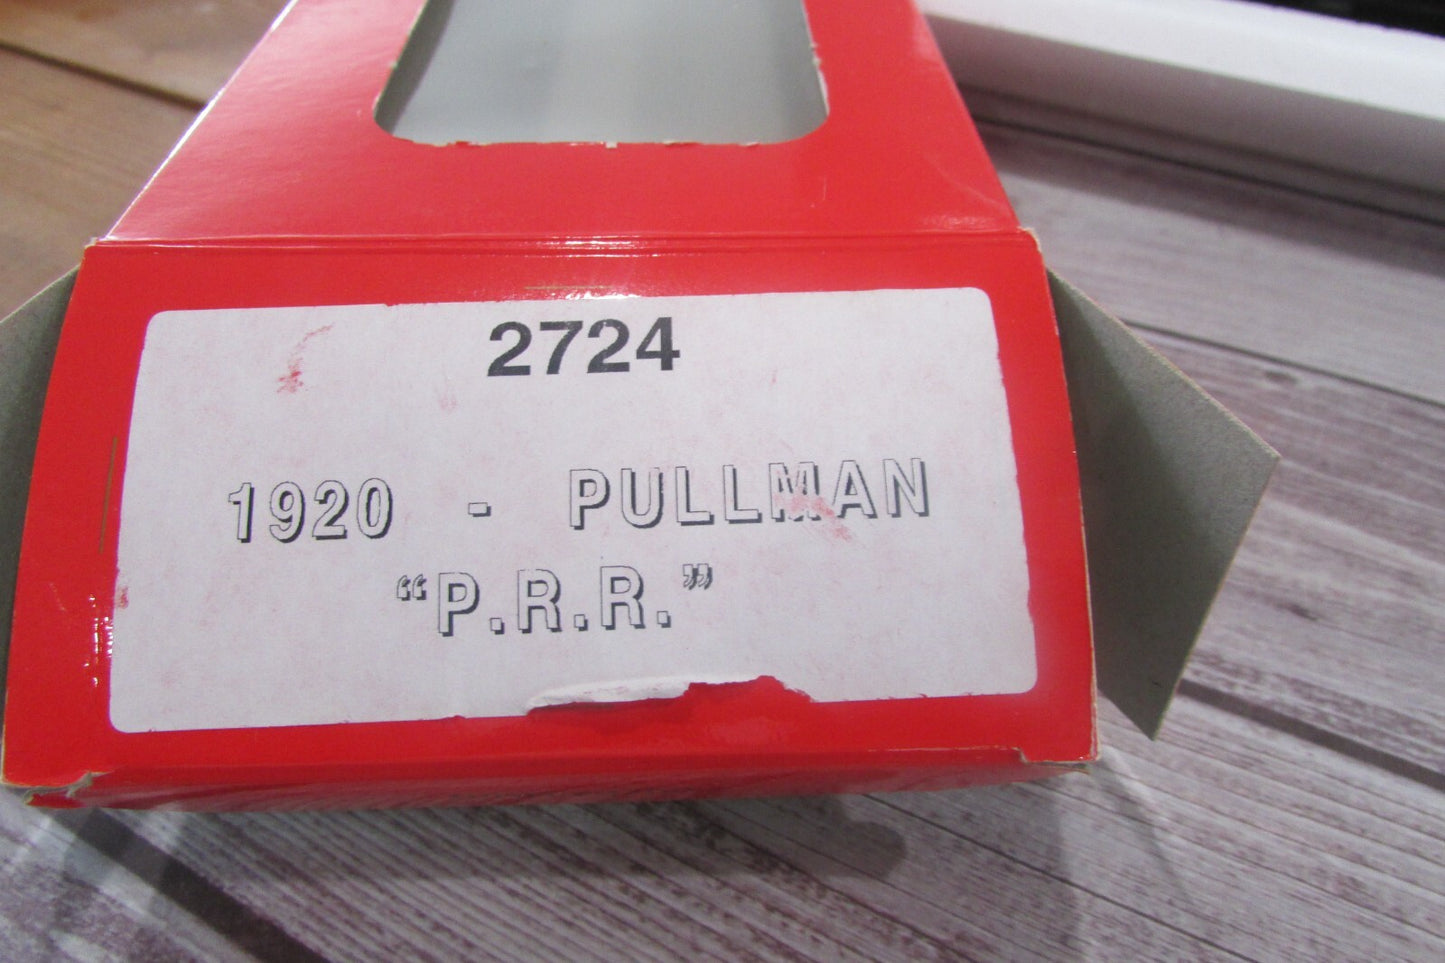 2724
1920 - PULLMAN
“P.R.R.”